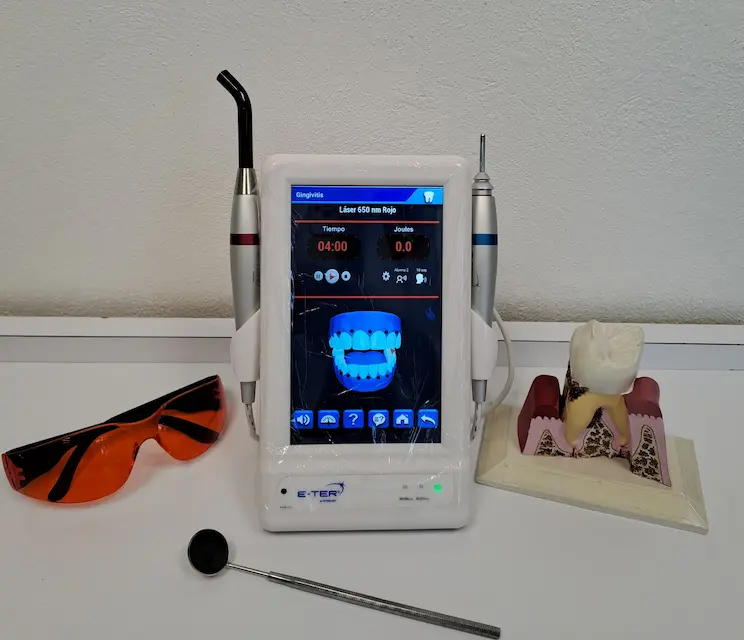 Gingivitis
Láser 650 nm Rojo
Tiempo
Joules
04:00
0.0
?
E-TER